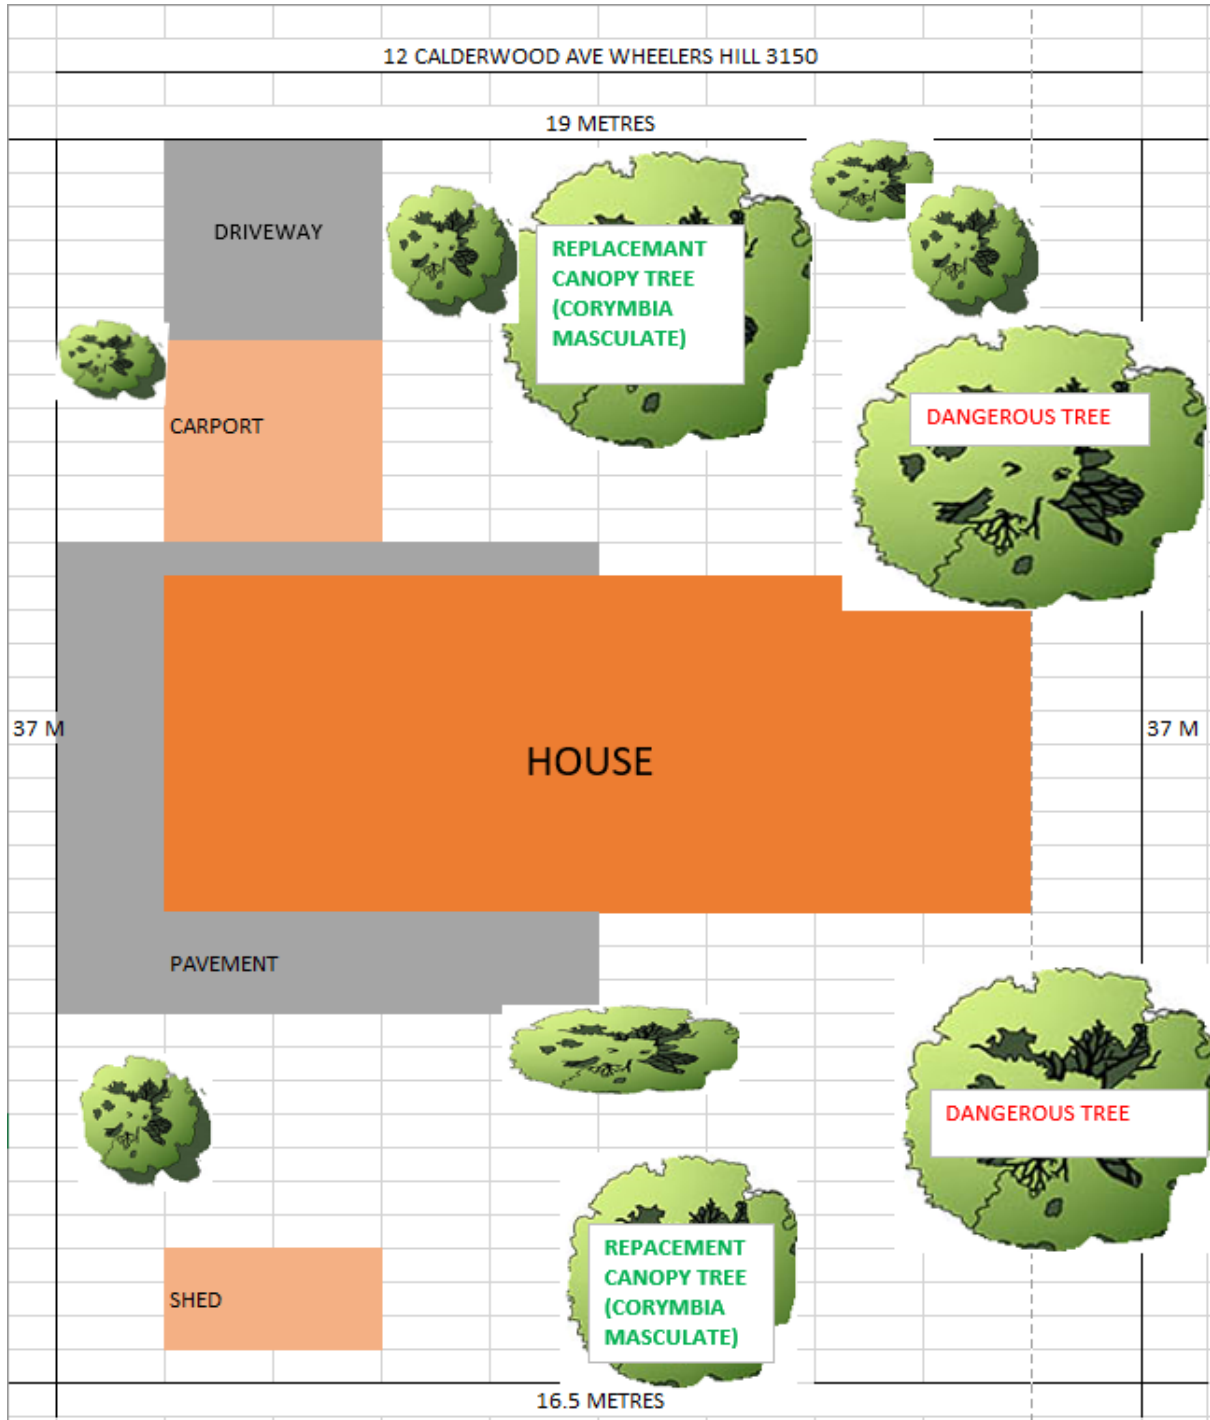 12 CALDERWOOD AVE WHEELERS HILL 3150
19 METRES
DRIVEWAY
REPLACEMANT
CANOPY TREE
(CORYMBIA
MASCULATE)
CARPORT
DANGEROUS TREE
37 M
HOUSE
37 M
PAVEMENT
DANGEROUS TREE
REPACEMENT
CANOPY TREE
(CORYMBIA
MASCULATE)
SHED
16.5 METRES